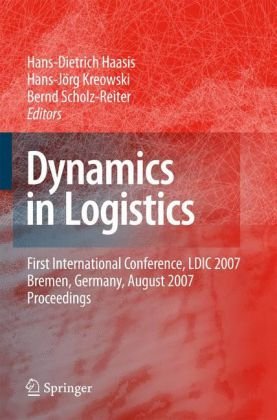 Hans-Dietrich Haasis
Hans-Jörg Kreowski
Bernd Scholz-Reiter
Editors
Dynamics
in Logistics
First International Conference, LDIC 2007
Bremen, Germany, August 2007
Proceedings
Springer